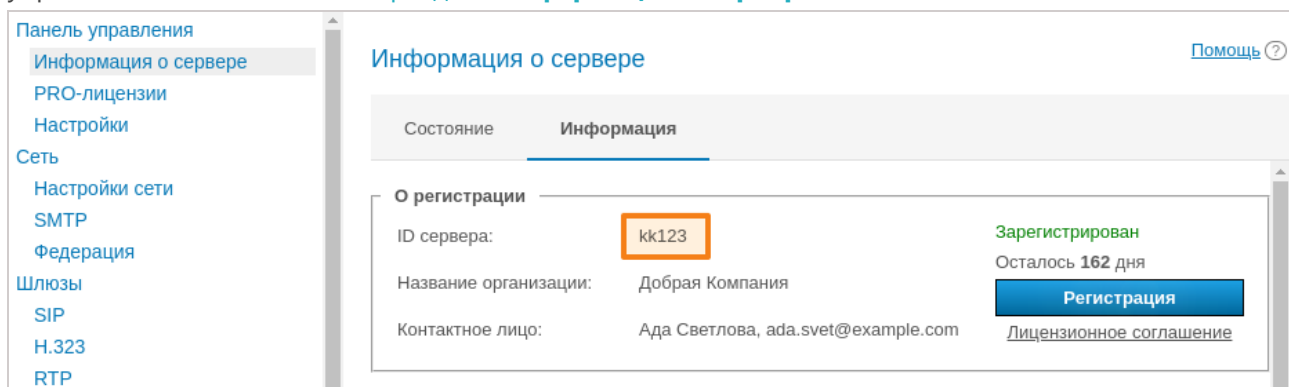 Панель управления
Информация о сервере
PRO-лицензии
Настройки
Сеть
Настройки сети
SMTP
Федерация
Шлюзы
SIP
H.323
RTP
Информация о сервере
Помощь ?
Состояние Информация
О регистрации
ID сервера: kk123
Зарегистрирован
Осталось 162 дня
Название организации: Добрая Компания
Регистрация
Контактное лицо: Ада Светлова, ada.svet@example.com
Лицензионное соглашение